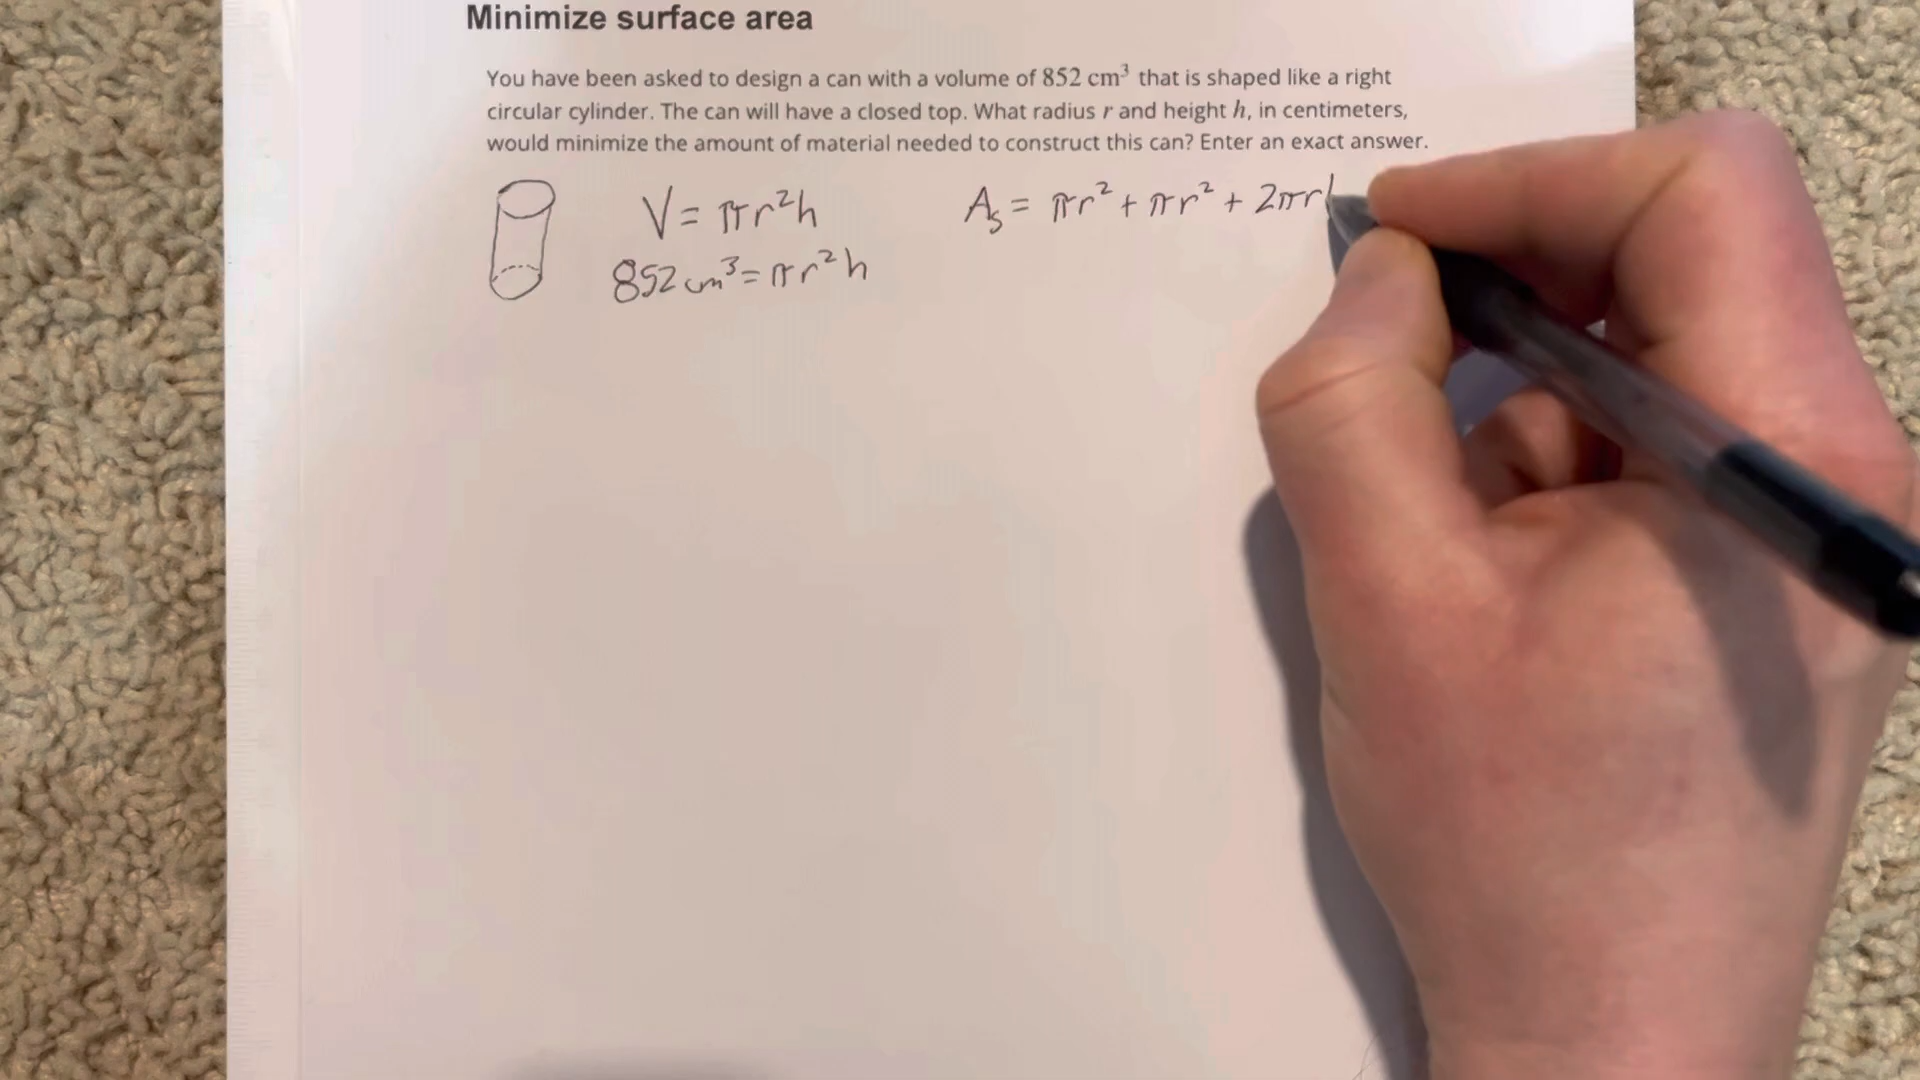 Minimize surface area
You have been asked to design a can with a volume of 852 cm³ that is shaped like a right
circular cylinder. The can will have a closed top. What radius r and height h, in centimeters,
would minimize the amount of material needed to construct this can? Enter an exact answer.
V = πr²h
852 cm³ = πr²h
Aₛ = πr² + πr² + 2πr